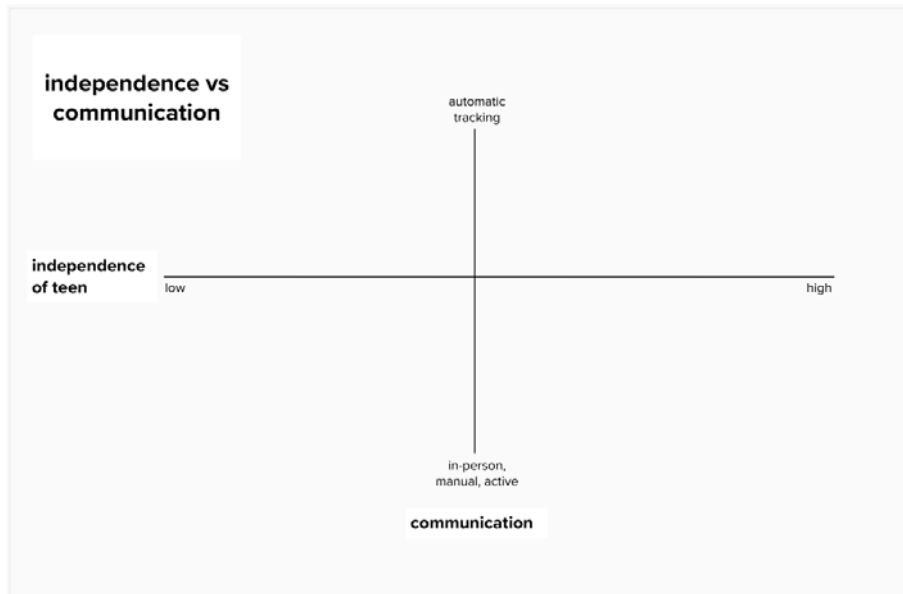 independence vs
communication
automatic
tracking
independence
of teen
low
high
in-person,
manual, active
communication